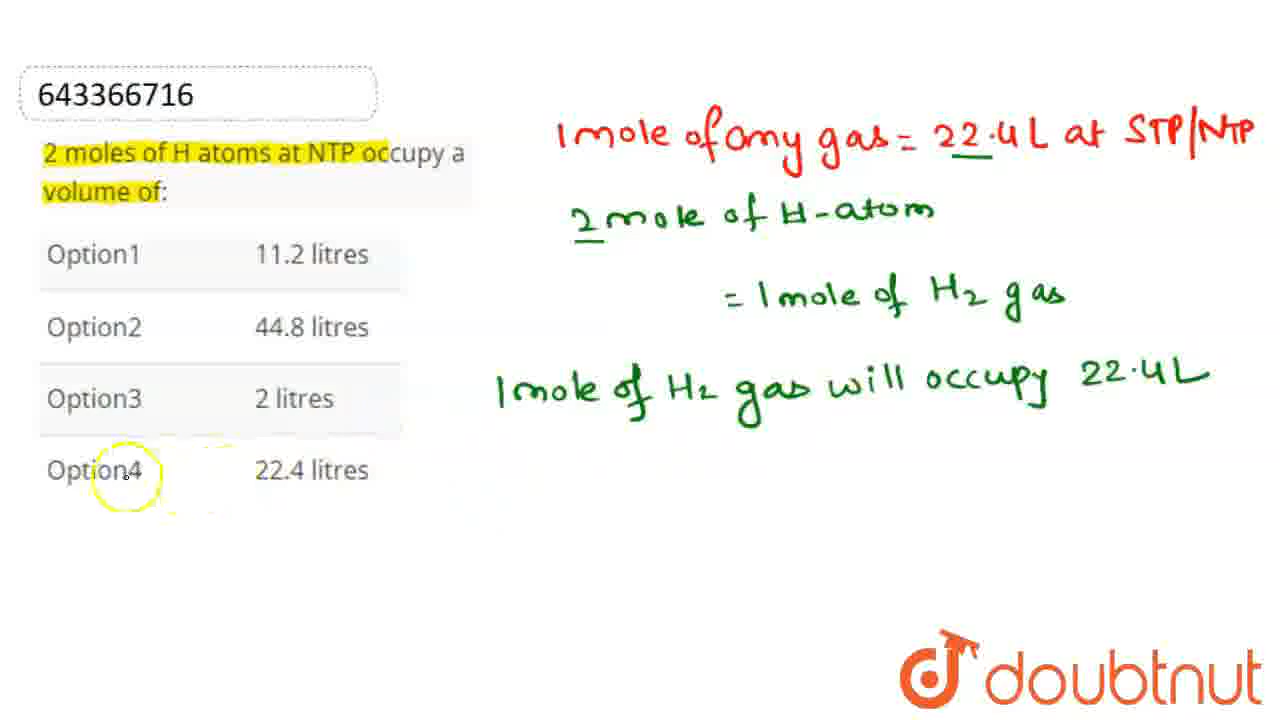 643366716
2 moles of H atoms at NTP occupy a
volume of:
Option1 11.2 litres
Option2 44.8 litres
Option3 2 litres
Option4 22.4 litres
1 mole of any gas = 22.4 L at STP/NTP
2 mole of H-atom
= 1 mole of H2 gas
1 mole of H2 gas will occupy 22.4L
doubtnut